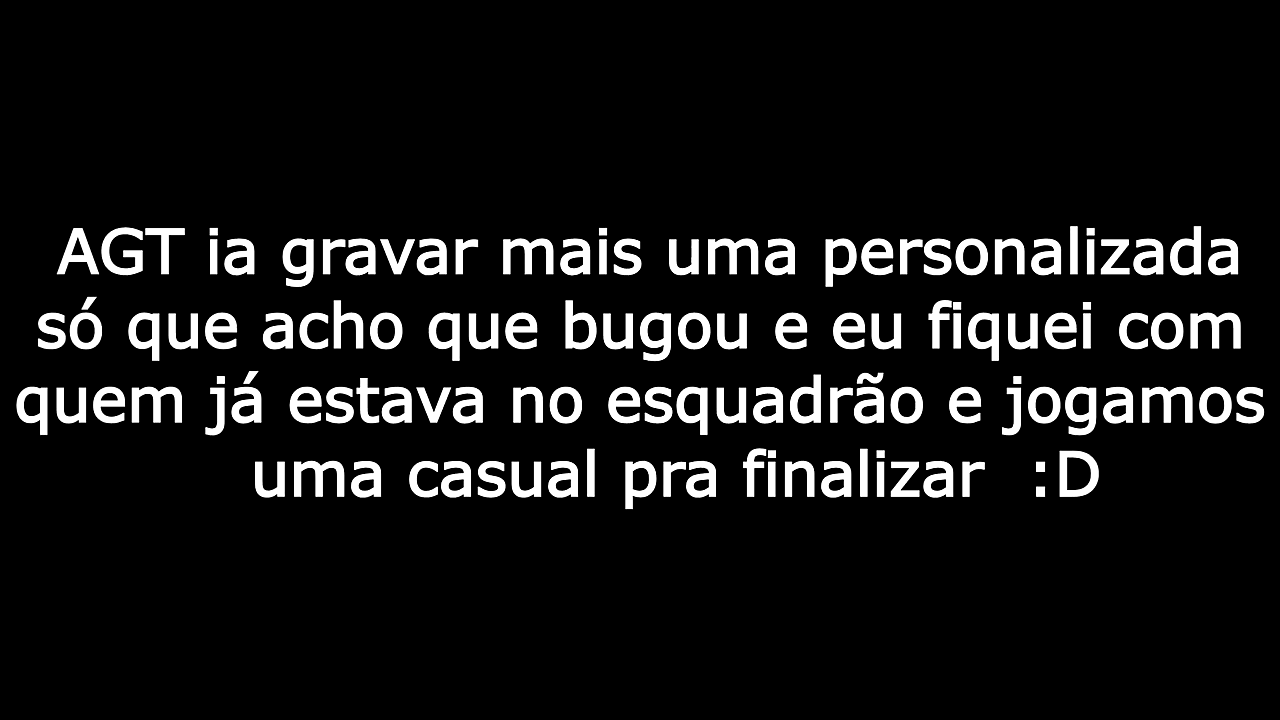 AGT ia gravar mais uma personalizada
só que acho que bugou e eu fiquei com
quem já estava no esquadrão e jogamos
uma casual pra finalizar :D